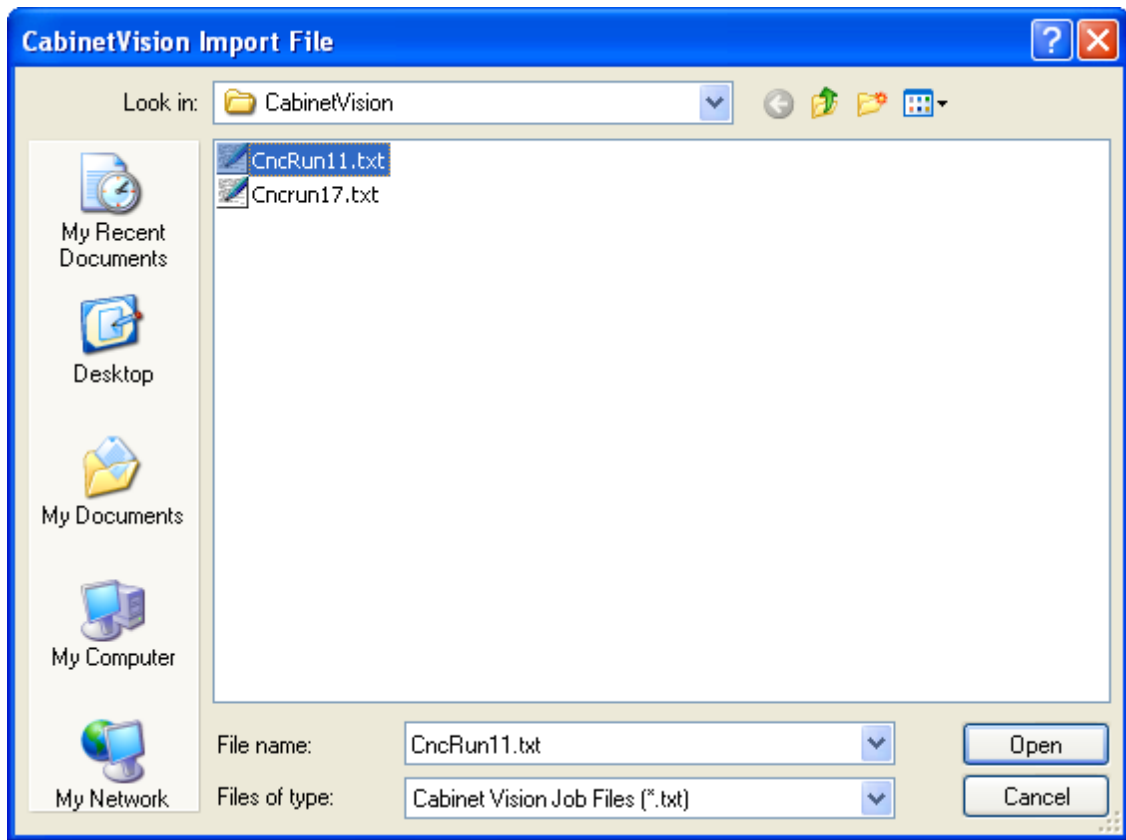 CabinetVision Import File
Look in:
CabinetVision
CncRun11.txt
Cncrun17.txt
My Recent
Documents
Desktop
My Documents
My Computer
My Network
File name:
CncRun11.txt
Open
Files of type:
Cabinet Vision Job Files (*.txt)
Cancel